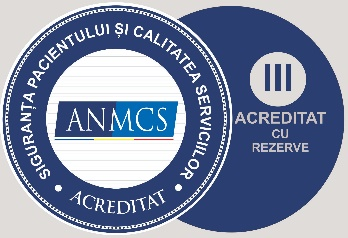 SIGURANȚA PACIENTULUI ȘI CALITATEA SERVICIILOR
ANMCS
• ACREDITAT •
III
ACREDITAT
CU
REZERVE